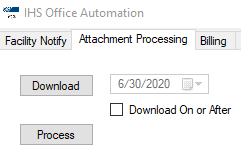 IHS Office Automation
Facility Notify Attachment Processing Billing
Download 6/30/2020
Download On or After
Process